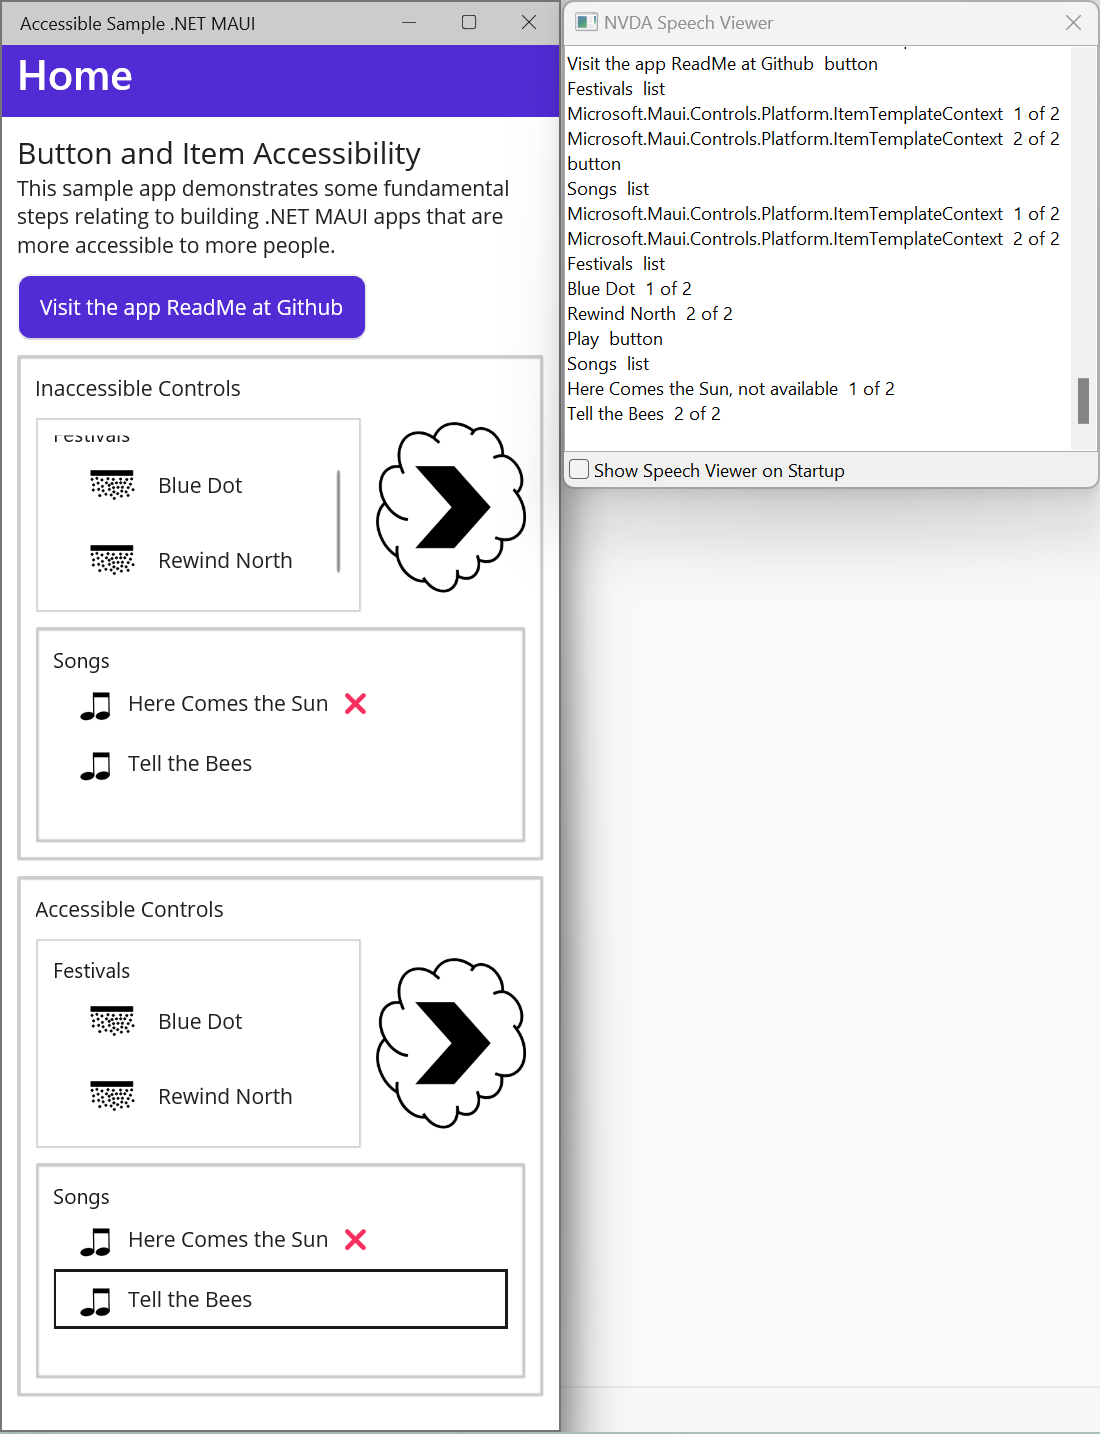 Accessible Sample .NET MAUI
Home
Button and Item Accessibility
This sample app demonstrates some fundamental
steps relating to building .NET MAUI apps that are
more accessible to more people.
Visit the app ReadMe at Github
Inaccessible Controls
Festivals
Blue Dot
Rewind North
Songs
Here Comes the Sun
Tell the Bees
Accessible Controls
Festivals
Blue Dot
Rewind North
Songs
Here Comes the Sun
Tell the Bees
NVDA Speech Viewer
Visit the app ReadMe at Github  button
Festivals  list
Microsoft.Maui.Controls.Platform.ItemTemplateContext  1 of 2
Microsoft.Maui.Controls.Platform.ItemTemplateContext  2 of 2
button
Songs  list
Microsoft.Maui.Controls.Platform.ItemTemplateContext  1 of 2
Microsoft.Maui.Controls.Platform.ItemTemplateContext  2 of 2
Festivals  list
Blue Dot  1 of 2
Rewind North  2 of 2
Play  button
Songs  list
Here Comes the Sun, not available  1 of 2
Tell the Bees  2 of 2
Show Speech Viewer on Startup